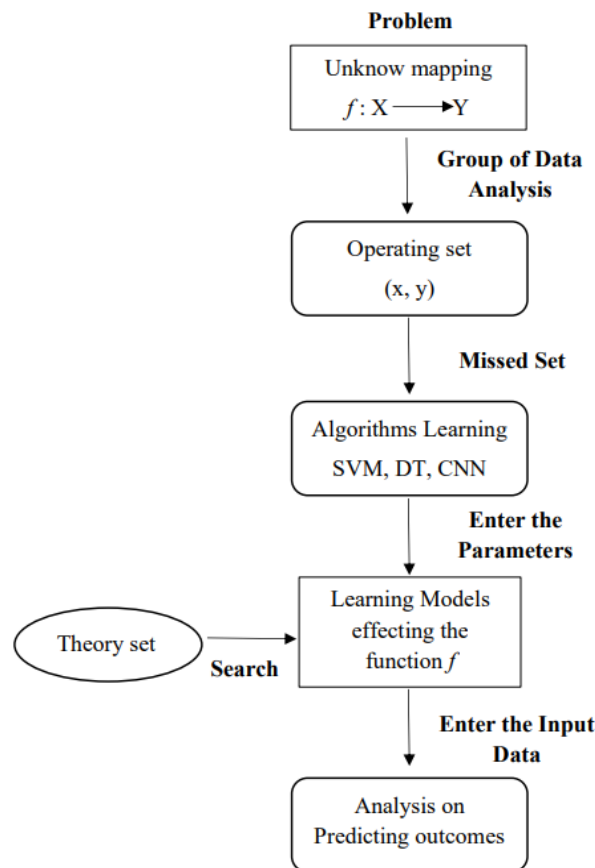 Problem
Unknow mapping
f : X ⟶ Y
Group of Data
Analysis
Operating set
(x, y)
Missed Set
Algorithms Learning
SVM, DT, CNN
Enter the
Parameters
Learning Models
effecting the
function f
Theory set
Search
Enter the Input
Data
Analysis on
Predicting outcomes